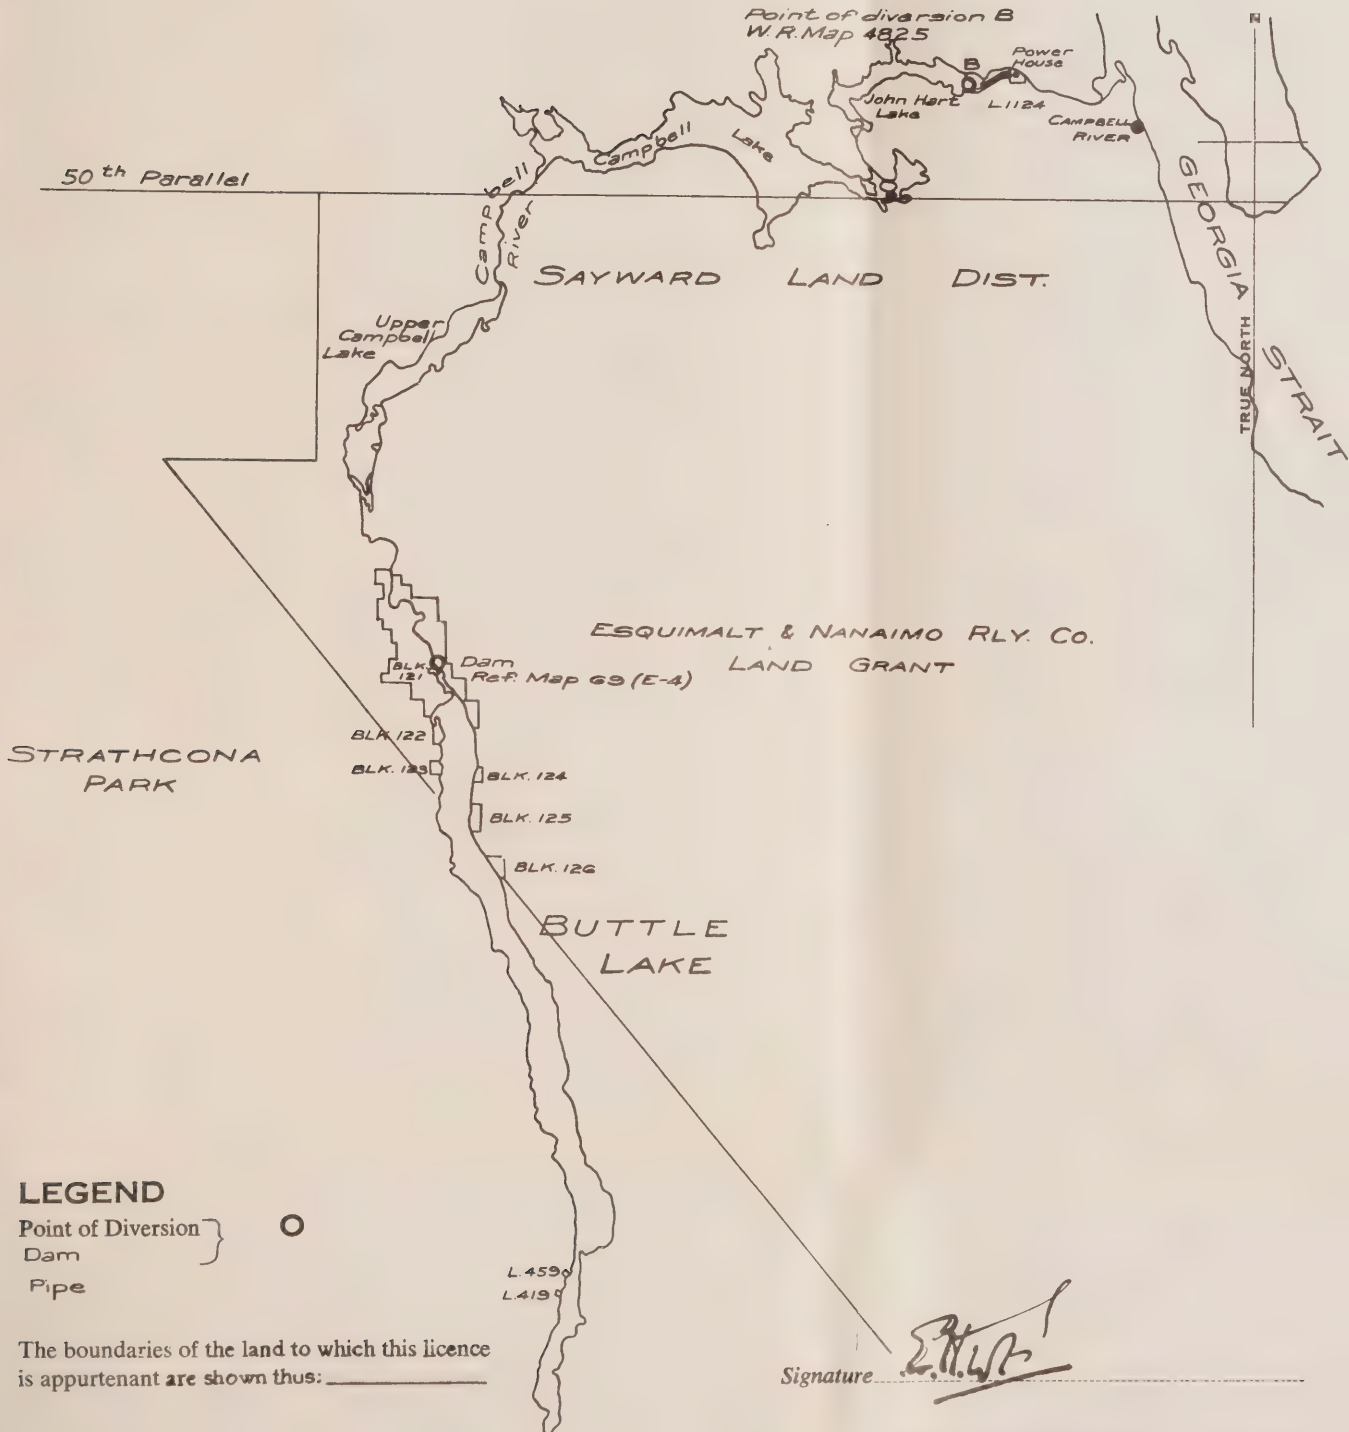 Point of diversion B
W.R. Map 4825
N
B
Power
House
John Hart
Lake
L1124
CAMPBELL
RIVER
Campbell
Lake
50th Parallel
Campbell
River
GEORGIA
STRAIT
SAYWARD LAND DIST.
TRUE NORTH
Upper
Campbell
Lake
ESQUIMALT & NANAIMO RLY. CO.
LAND GRANT
BLK.
121
Dam
Ref. Map 69 (E-4)
BLK. 122
STRATHCONA
PARK
BLK. 123
BLK. 124
BLK. 125
BLK. 126
BUTTLE
LAKE
LEGEND
Point of Diversion
Dam
Pipe
L.459
L.419
The boundaries of the land to which this licence
is appurtenant are shown thus:
Signature